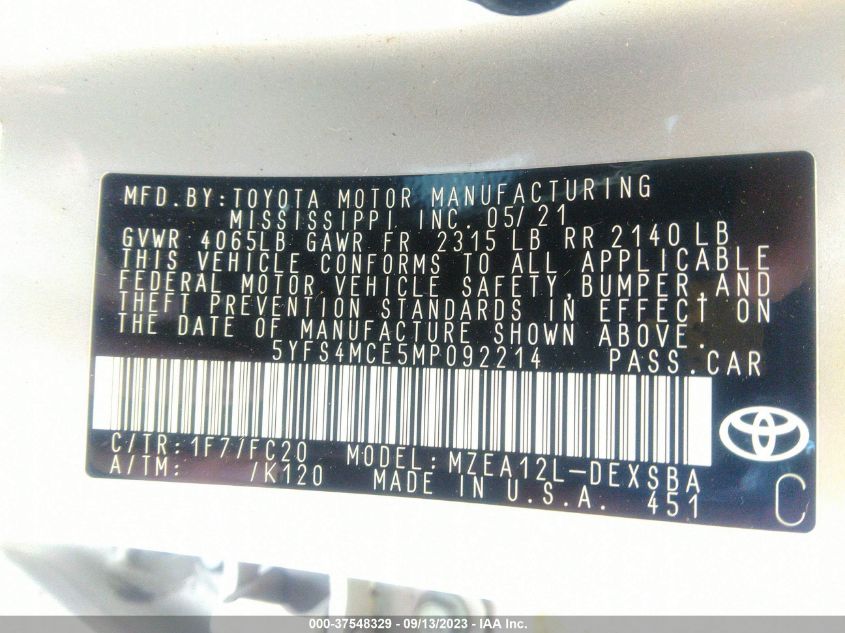 MFD. BY: TOYOTA MOTOR MANUFACTURING
MISSISSIPPI INC. 05/21
GVWR 4065LB GAWR FR 2315 LB RR 2140 LB
THIS VEHICLE CONFORMS TO ALL APPLICABLE
FEDERAL MOTOR VEHICLE SAFETY, BUMPER, AND
THEFT PREVENTION STANDARDS IN EFFECT ON
THE DATE OF MANUFACTURE SHOWN ABOVE.
5YFS4MCE5MP092214 PASS. CAR
C/TR: 1F7/FC20 MODEL: MZEA12L-DEXSBA
A/TM: /K120 MADE IN U.S.A. 451
C
000-37548329 - 09/13/2023 - IAA Inc.